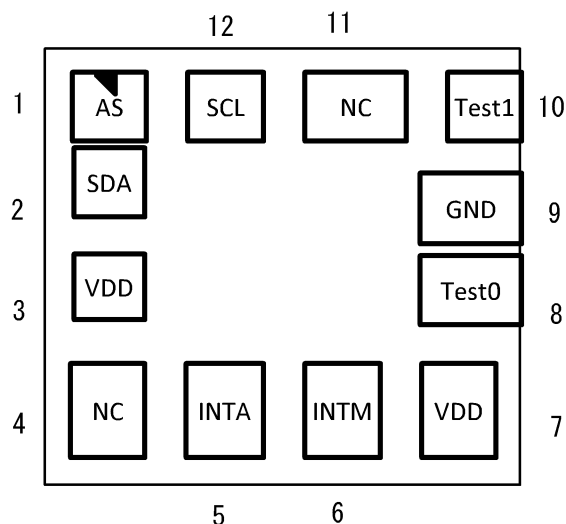 12 11
1 AS SCL NC Test1 10
SDA
2 GND 9
VDD Test0
3 8
4 NC INTA INTM VDD 7
5 6